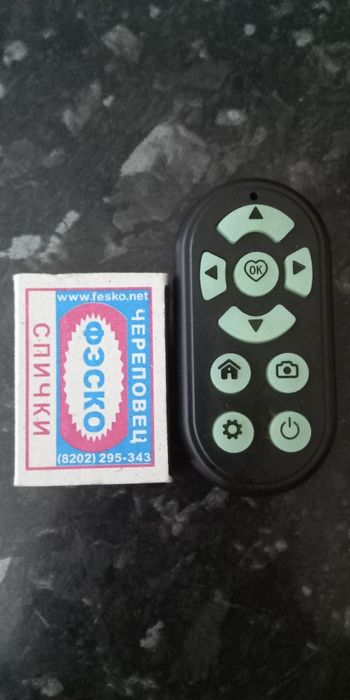 www.fesko.net
СПИЧКИ
ФЭСКО
ЧЕРЕПОВЕЦ
(8202) 295-343
OK